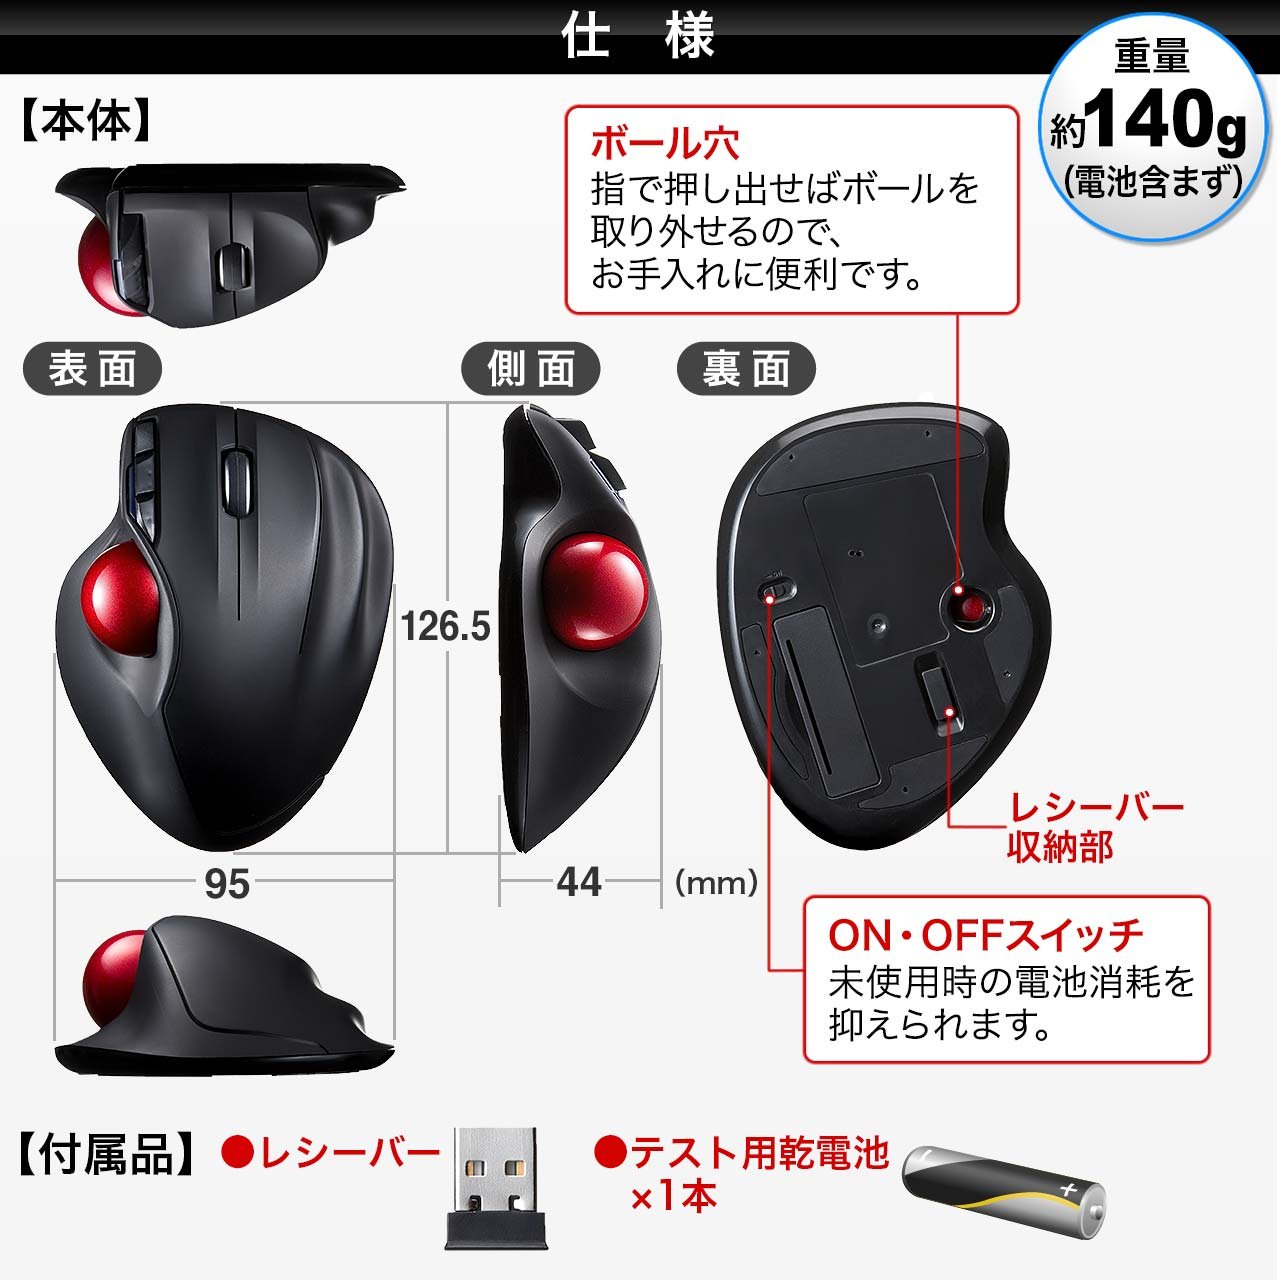 仕 様
重量
約140g
(電池含まず)
【本体】
ボール穴
指で押し出せばボールを
取り外せるので、
お手入れに便利です。
表面
側面
裏面
126.5
95
44
(mm)
レシーバー
収納部
ON・OFFスイッチ
未使用時の電池消耗を
抑えられます。
【付属品】
●レシーバー
●テスト用乾電池
×1本
+